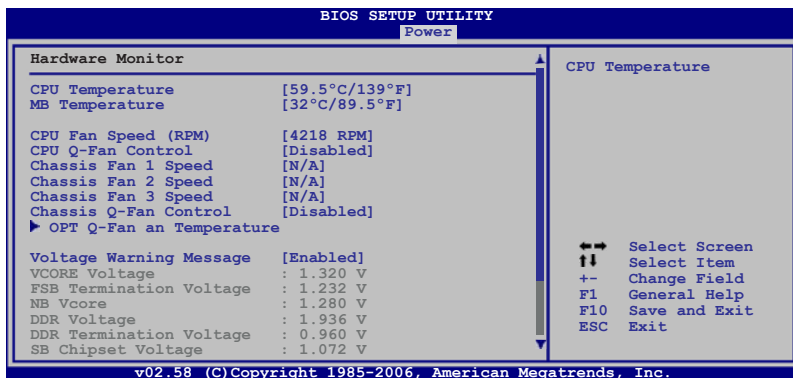 BIOS SETUP UTILITY
Power
Hardware Monitor
CPU Temperature [59.5°C/139°F]
MB Temperature [32°C/89.5°F]
CPU Fan Speed (RPM) [4218 RPM]
CPU Q-Fan Control [Disabled]
Chassis Fan 1 Speed [N/A]
Chassis Fan 2 Speed [N/A]
Chassis Fan 3 Speed [N/A]
Chassis Q-Fan Control [Disabled]
OPT Q-Fan an Temperature
Voltage Warning Message [Enabled]
VCORE Voltage : 1.320 V
FSB Termination Voltage : 1.232 V
NB Vcore : 1.280 V
DDR Voltage : 1.936 V
DDR Termination Voltage : 0.960 V
SB Chipset Voltage : 1.072 V
CPU Temperature
Select Screen
Select Item
+- Change Field
F1 General Help
F10 Save and Exit
ESC Exit
v02.58 (C)Copyright 1985-2006, American Megatrends, Inc.